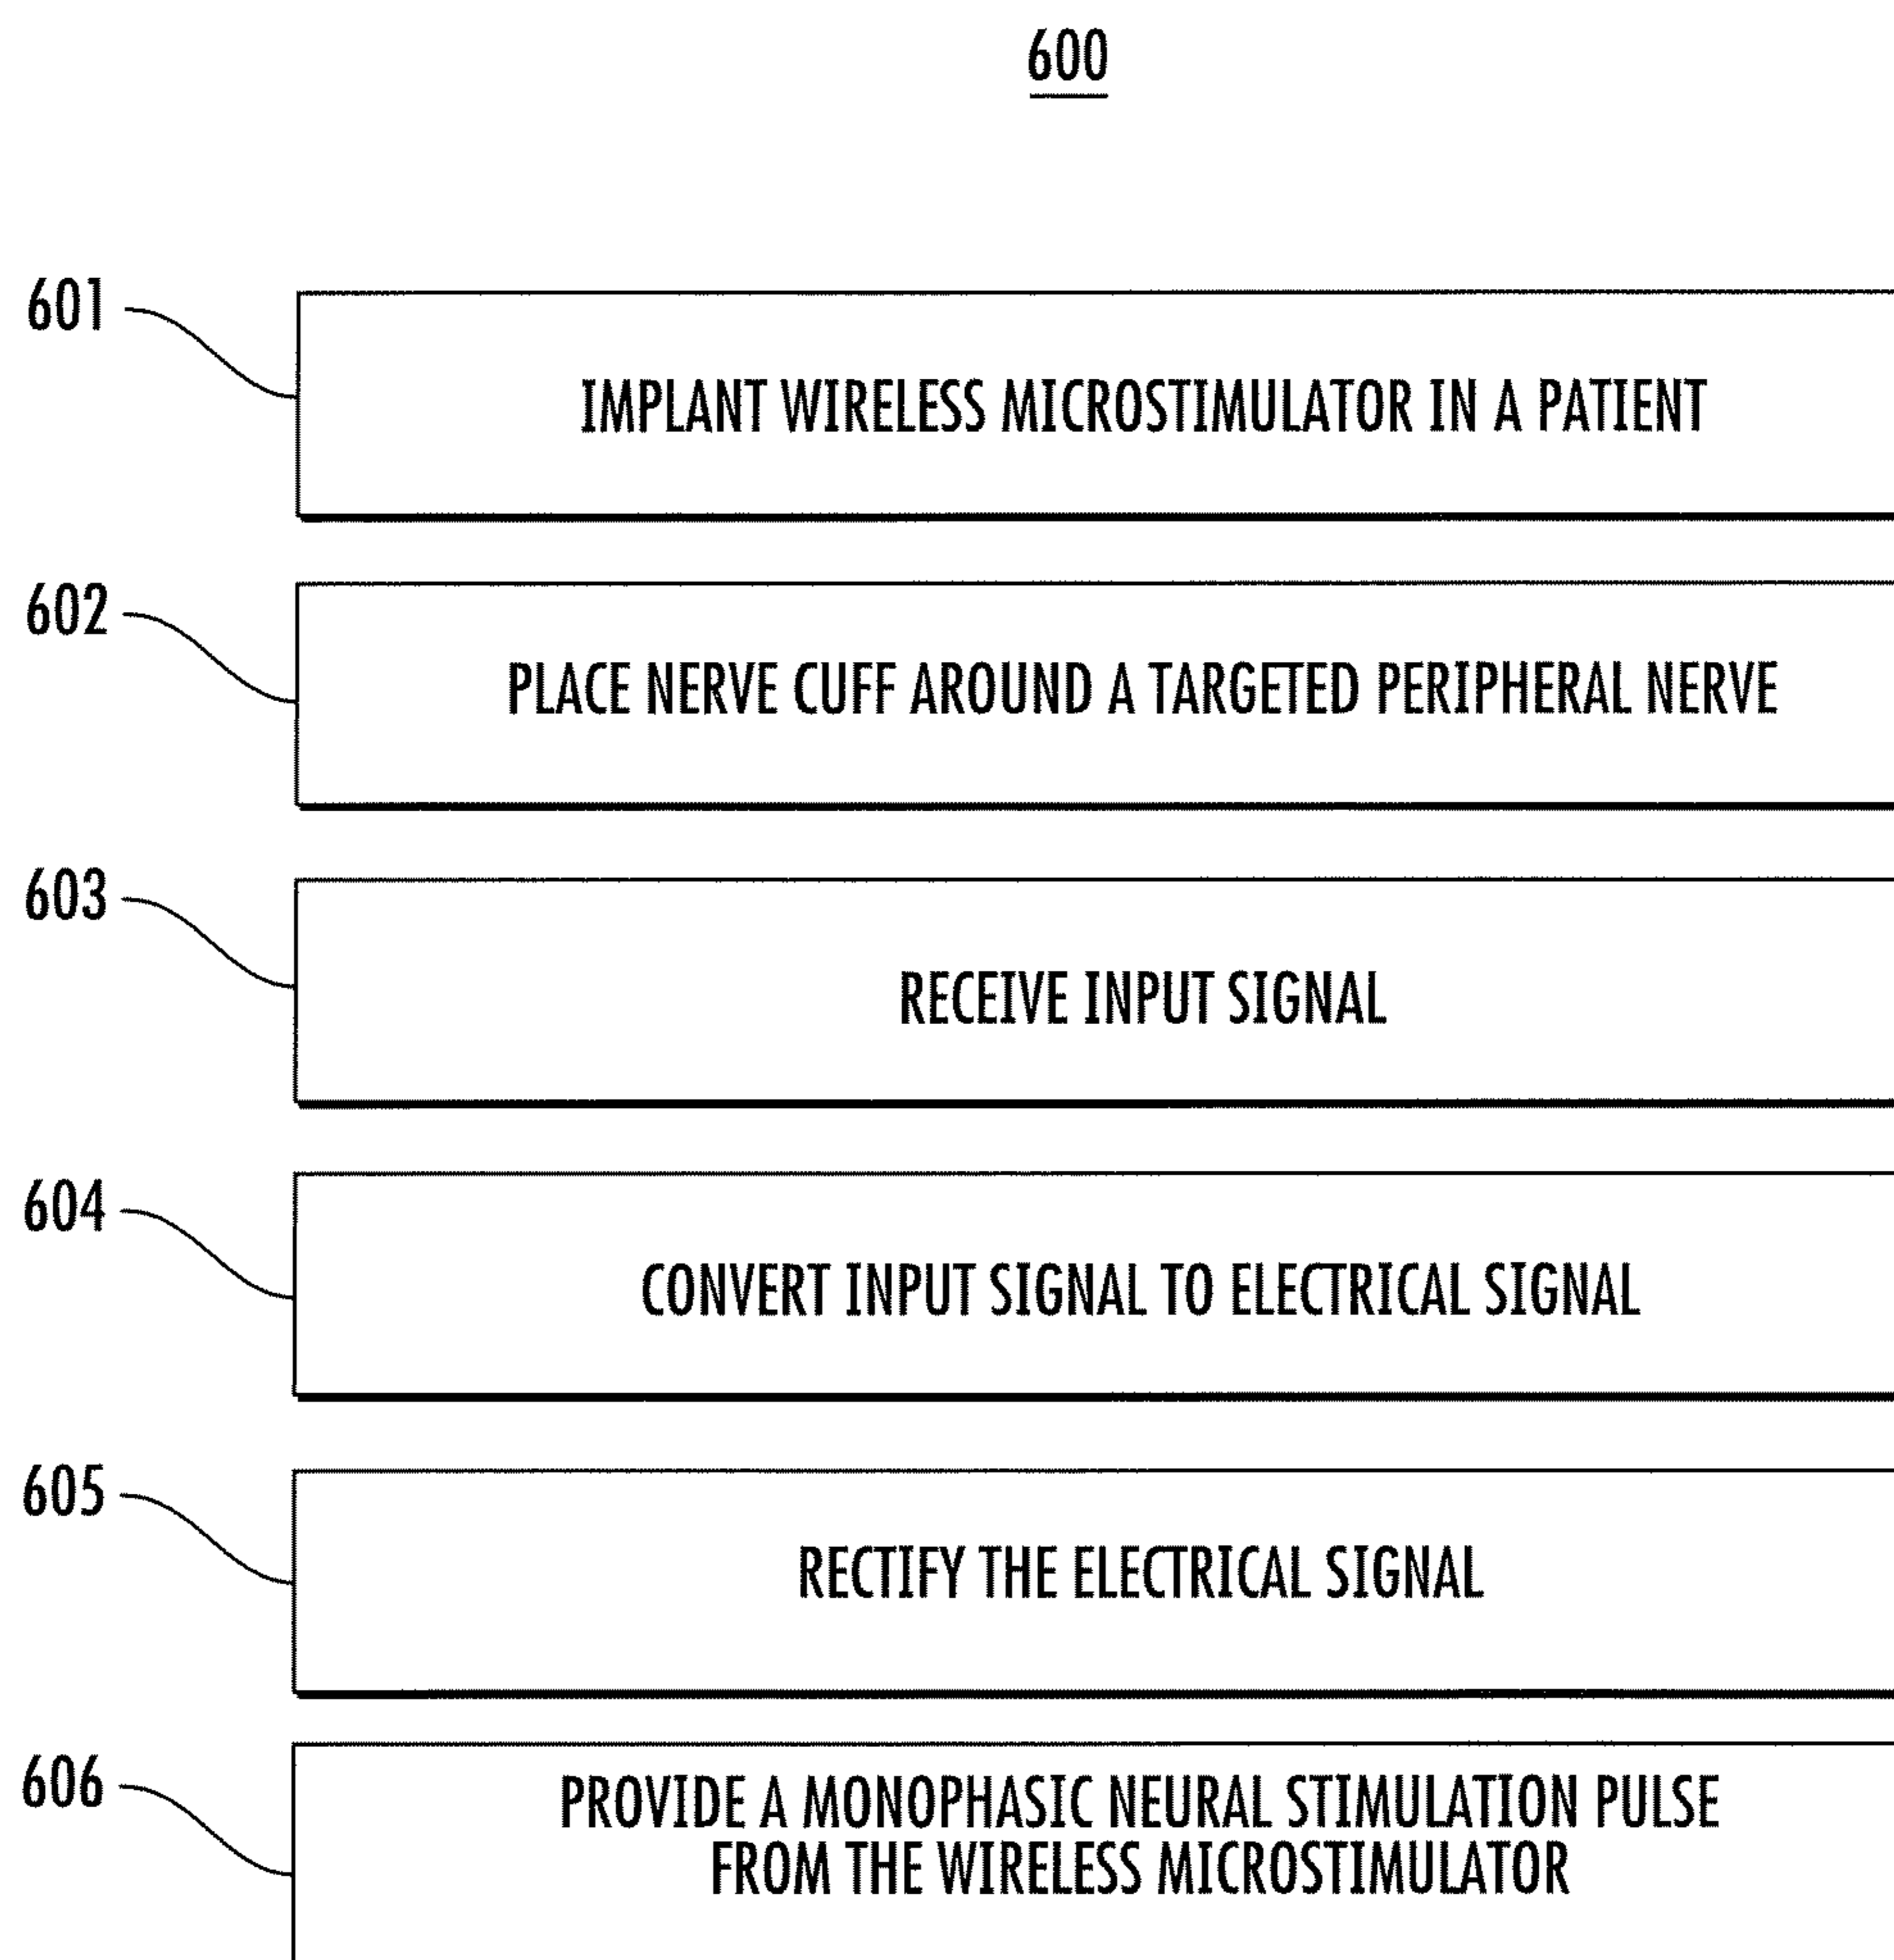 600
601
IMPLANT WIRELESS MICROSTIMULATOR IN A PATIENT
602
PLACE NERVE CUFF AROUND A TARGETED PERIPHERAL NERVE
603
RECEIVE INPUT SIGNAL
604
CONVERT INPUT SIGNAL TO ELECTRICAL SIGNAL
605
RECTIFY THE ELECTRICAL SIGNAL
606
PROVIDE A MONOPHASIC NEURAL STIMULATION PULSE
FROM THE WIRELESS MICROSTIMULATOR